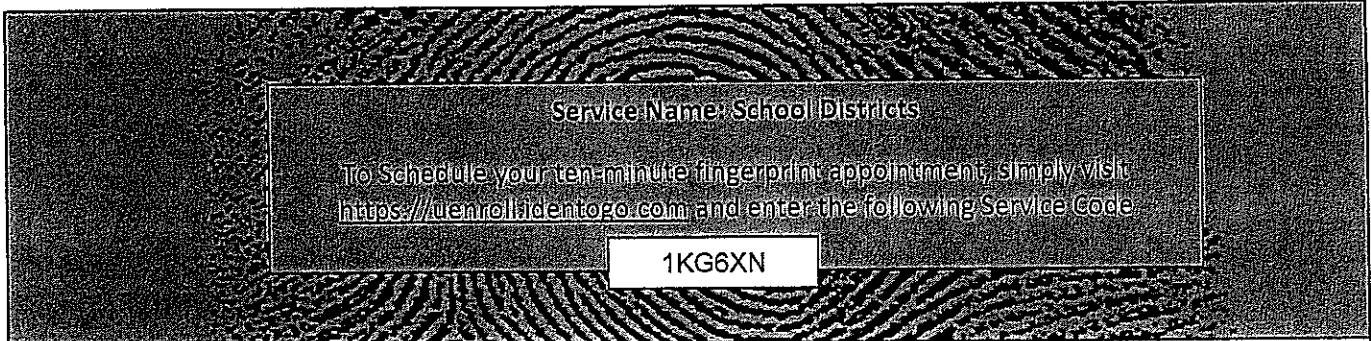 Service Name: School Districts
To Schedule your ten-minute fingerprint appointment, simply visit
https://uenroll.identogo.com and enter the following Service Code
1KG6XN